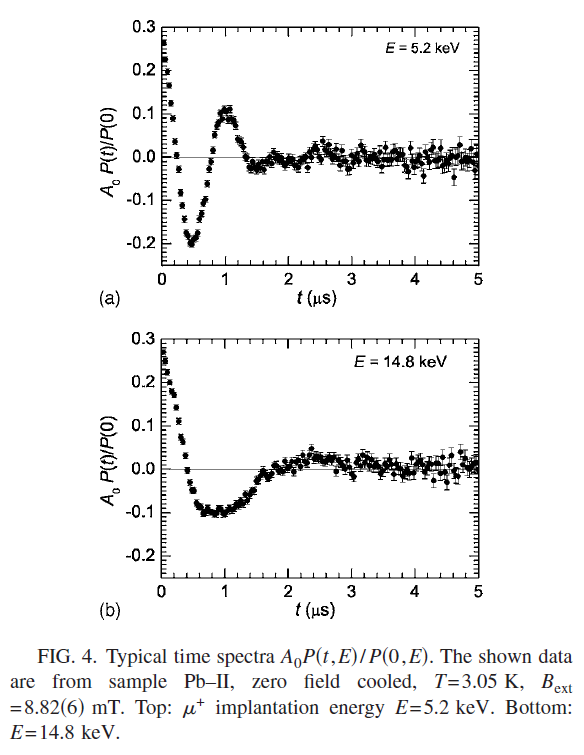 0.3
E = 5.2 keV
0.2
0.1
0.0
-0.1
-0.2
A₀ P(t)/P(0)
0 1 2 3 4 5
(a) t (μs)
0.3
E = 14.8 keV
0.2
0.1
0.0
-0.1
-0.2
A₀ P(t)/P(0)
0 1 2 3 4 5
(b) t (μs)
FIG. 4. Typical time spectra A₀P(t,E)/P(0,E). The shown data
are from sample Pb–II, zero field cooled, T=3.05 K, Bext
=8.82(6) mT. Top: μ⁺ implantation energy E=5.2 keV. Bottom:
E=14.8 keV.